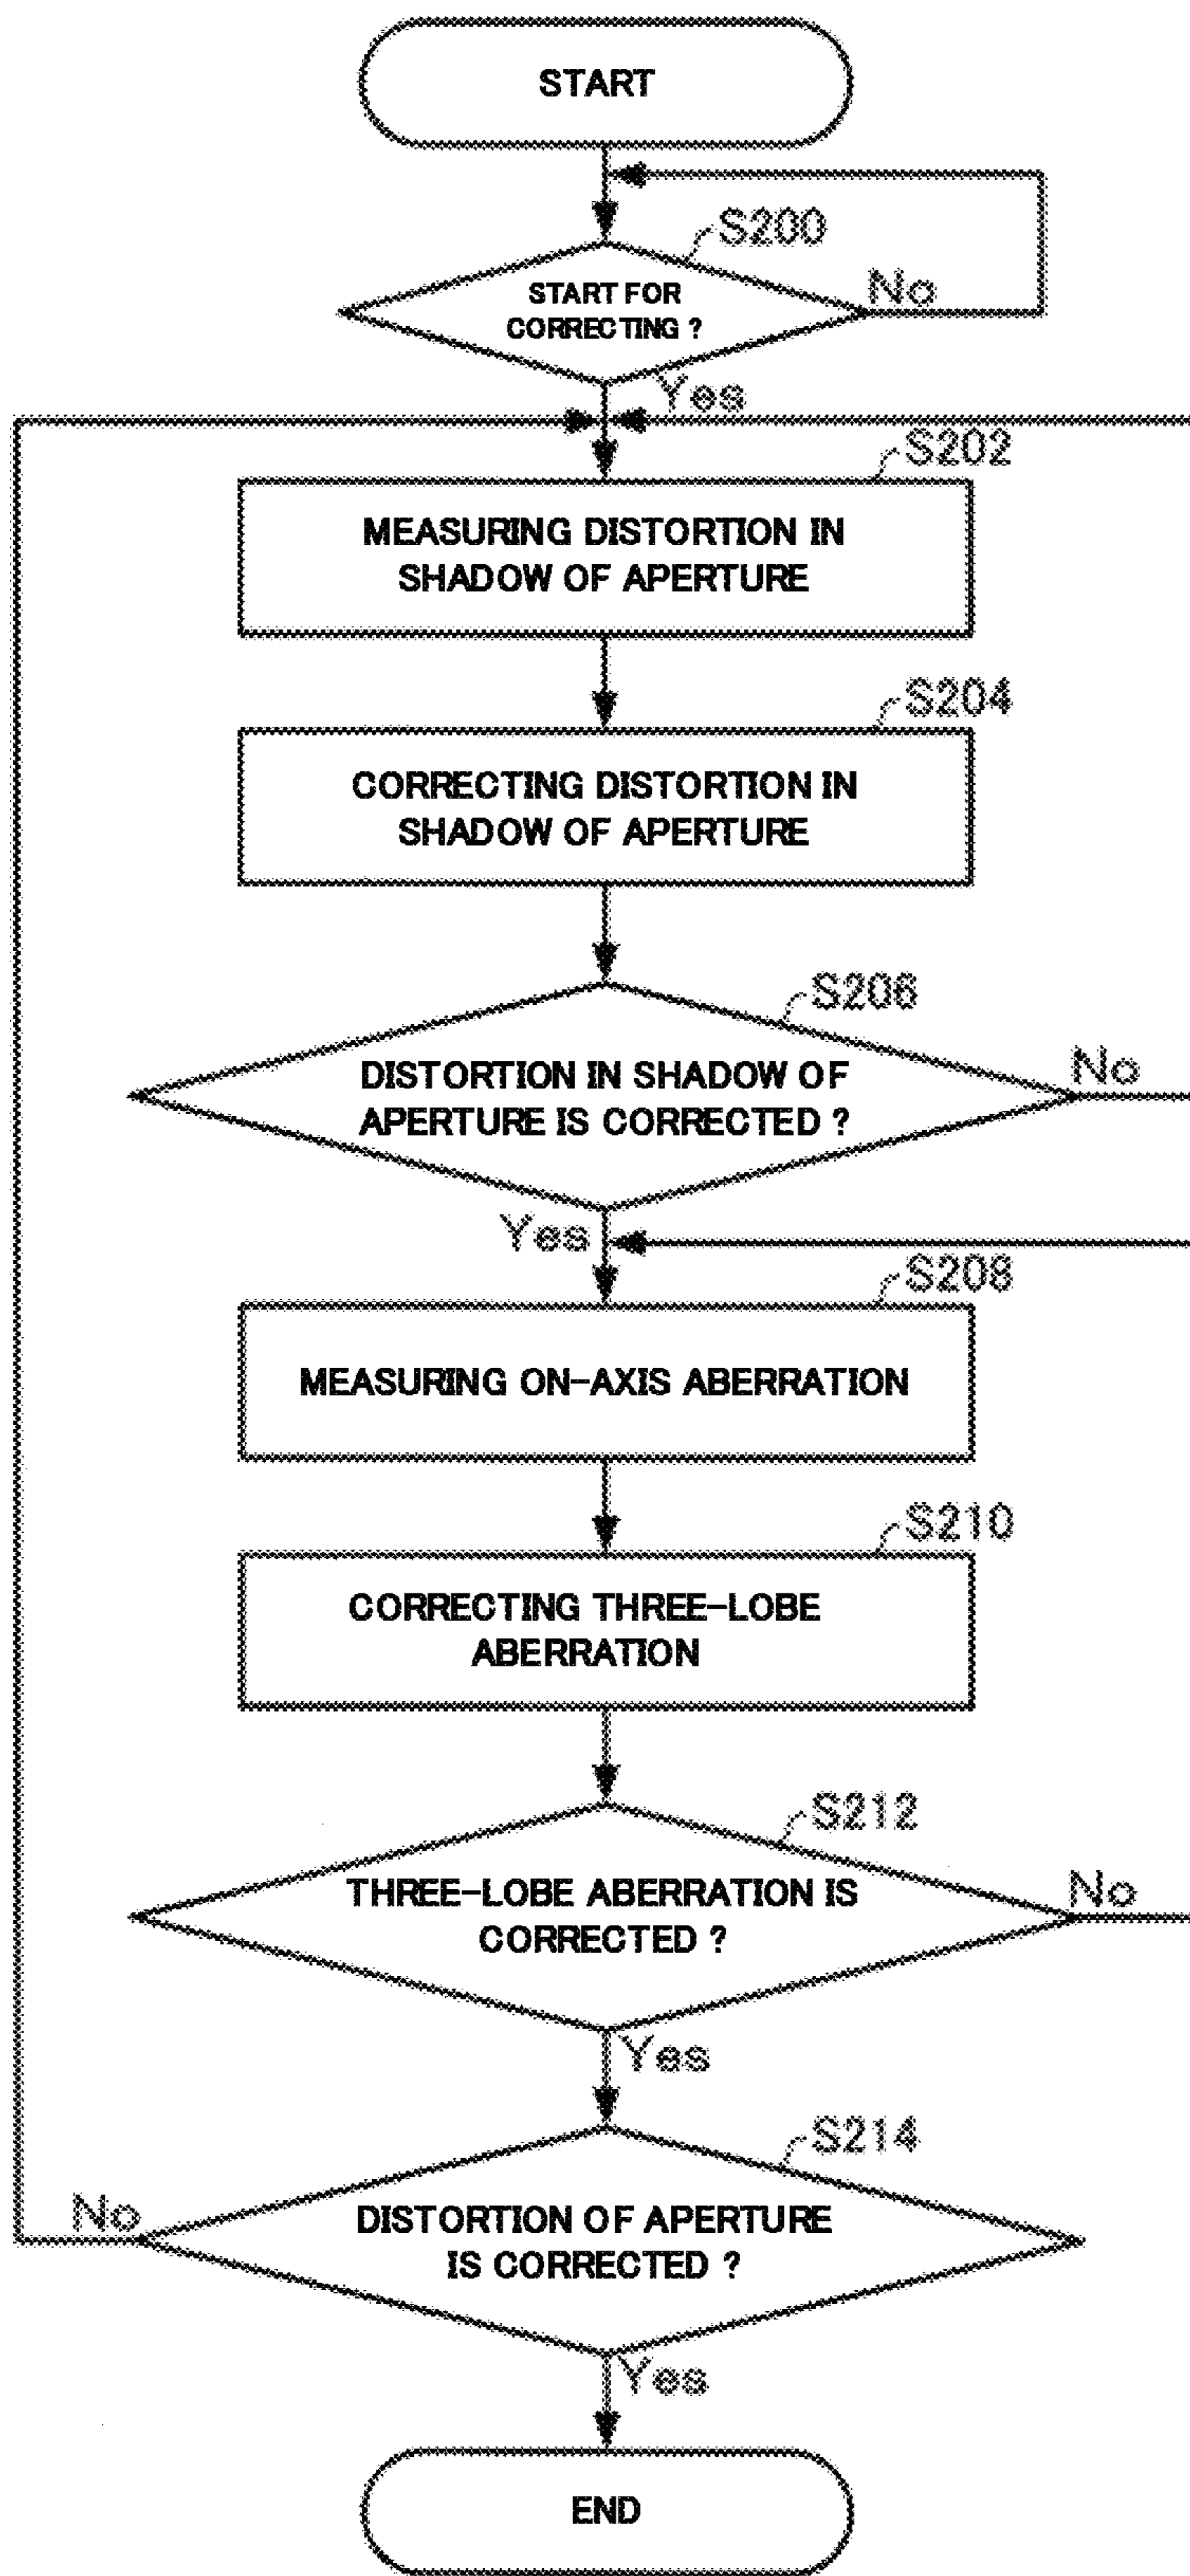 START
S200
START FOR
CORRECTING ?
No
Yes
S202
MEASURING DISTORTION IN
SHADOW OF APERTURE
S204
CORRECTING DISTORTION IN
SHADOW OF APERTURE
S206
DISTORTION IN SHADOW OF
APERTURE IS CORRECTED ?
No
Yes
S208
MEASURING ON-AXIS ABERRATION
S210
CORRECTING THREE-LOBE
ABERRATION
S212
THREE-LOBE ABERRATION IS
CORRECTED ?
No
Yes
S214
No
DISTORTION OF APERTURE
IS CORRECTED ?
Yes
END